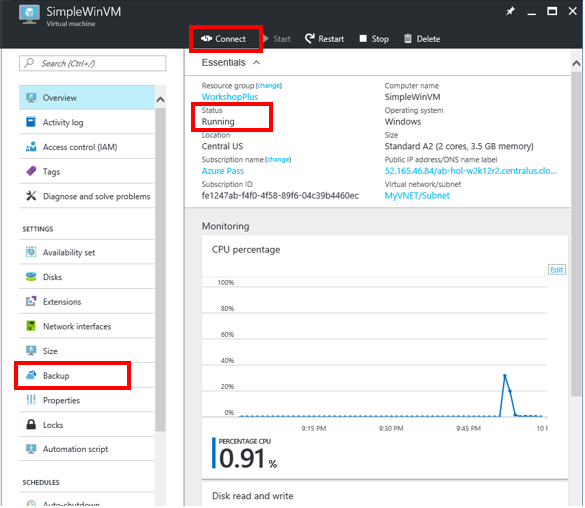 SimpleWinVM
Virtual machine
Connect
Start
Restart
Stop
Delete
Search (Ctrl+/)
Overview
Activity log
Access control (IAM)
Tags
Diagnose and solve problems
SETTINGS
Availability set
Disks
Extensions
Network interfaces
Size
Backup
Properties
Locks
Automation script
SCHEDULES
Auto-shutdown
Essentials
Resource group (change)
WorkshopPlus
Status
Running
Location
Central US
Subscription name (change)
Azure Pass
Subscription ID
fe1247ab-f4f0-4f58-89f6-04c39b4460ec
Computer name
SimpleWinVM
Operating system
Windows
Size
Standard A2 (2 cores, 3.5 GB memory)
Public IP address/DNS name label
52.165.46.84/ab-hol-w2k12r2.centralus.clo...
Virtual network/subnet
MyVNET/Subnet
Monitoring
CPU percentage
Edit
100%
80%
60%
40%
20%
0%
9:15 PM
9:30 PM
9:45 PM
10 I
PERCENTAGE CPU
0.91 %
Disk read and write